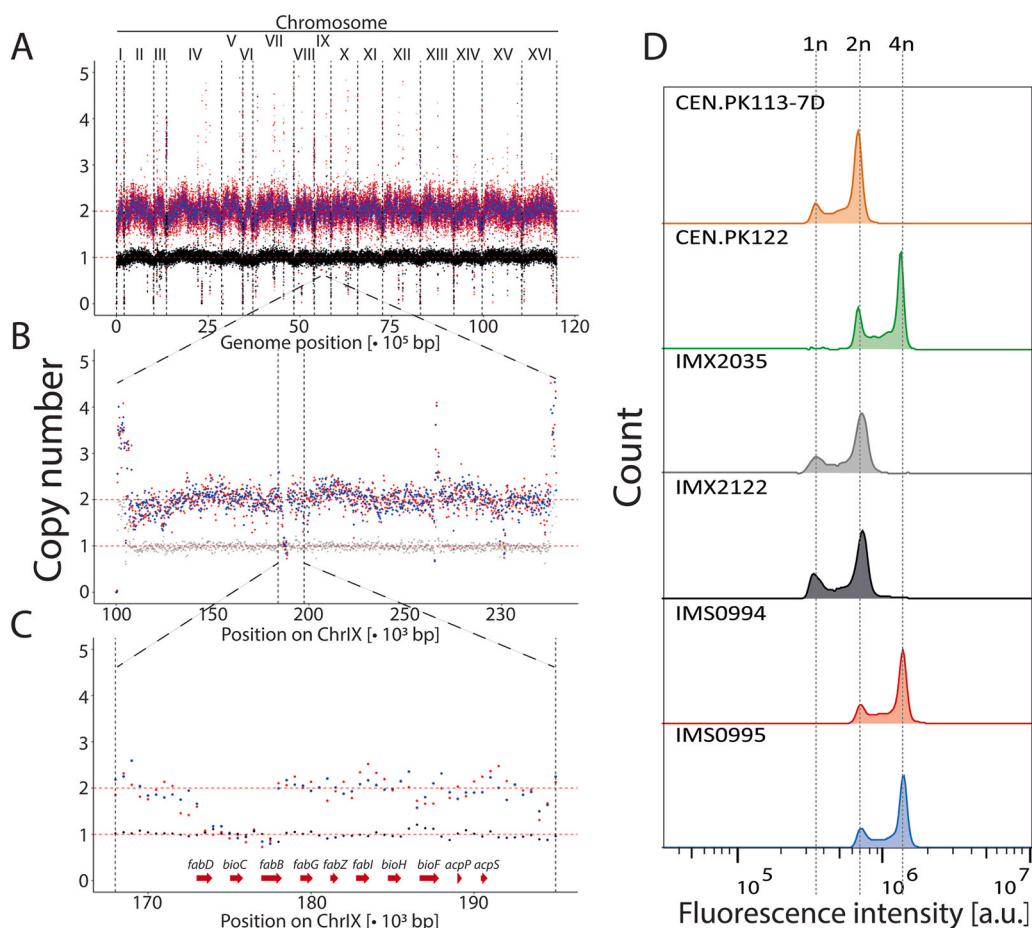 A
Chromosome
I II III IV V VI VII VIII IX X XI XII XIII XIV XV XVI
5
4
3
2
1
0
0 25 50 75 100 120
Genome position [• 10⁵ bp]
B
Copy number
5
4
3
2
1
0
100 150 200 250 230
Position on ChrIX [• 10³ bp]
C
5
4
3
2
1
0
fabD bioC fabB fabG fabZ fabI bioH bioF acpP acpS
170 180 190
Position on ChrIX [• 10³ bp]
D
1n 2n 4n
Count
CEN.PK113-7D
CEN.PK122
IMX2035
IMX2122
IMS0994
IMS0995
10⁵ 10⁶ 10⁷
Fluorescence intensity [a.u.]